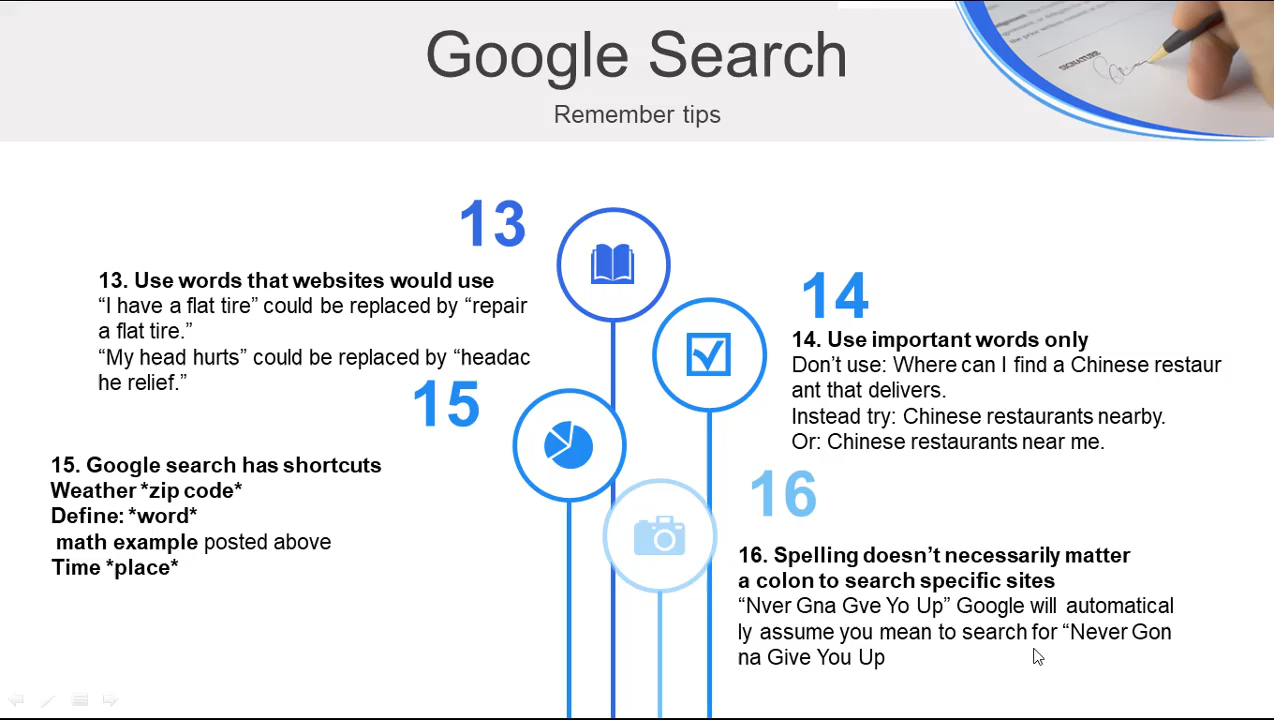 Google Search
Remember tips
SIGNATURE
13
13. Use words that websites would use
“I have a flat tire” could be replaced by “repair
a flat tire.”
“My head hurts” could be replaced by “headac
he relief.”
14
14. Use important words only
Don’t use: Where can I find a Chinese restaur
ant that delivers.
Instead try: Chinese restaurants nearby.
Or: Chinese restaurants near me.
15
15. Google search has shortcuts
Weather *zip code*
Define: *word*
math example posted above
Time *place*
16
16. Spelling doesn’t necessarily matter
a colon to search specific sites
“Nver Gna Gve Yo Up” Google will automatical
ly assume you mean to search for “Never Gon
na Give You Up